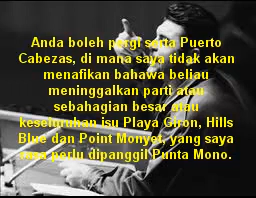 Anda boleh pergi serta Puerto
Cabezas, di mana saya tidak akan
menafikan bahawa beliau
meninggalkan parti atau
sebahagian besar atau
keseluruhan isu Playa Giron, Hills
Blue dan Point Monyet, yang saya
rasa perlu dipanggil Punta Mono.